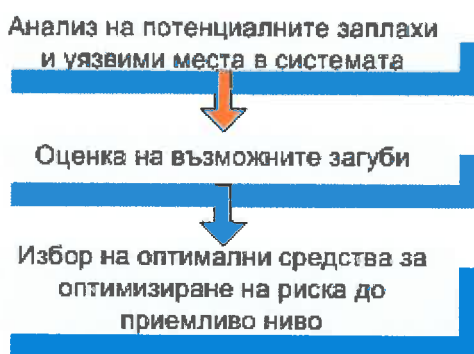 Анализ на потенциалните заплахи
и уязвими места в системата
Оценка на възможните загуби
Избор на оптимални средства за
оптимизиране на риска до
приемливо ниво